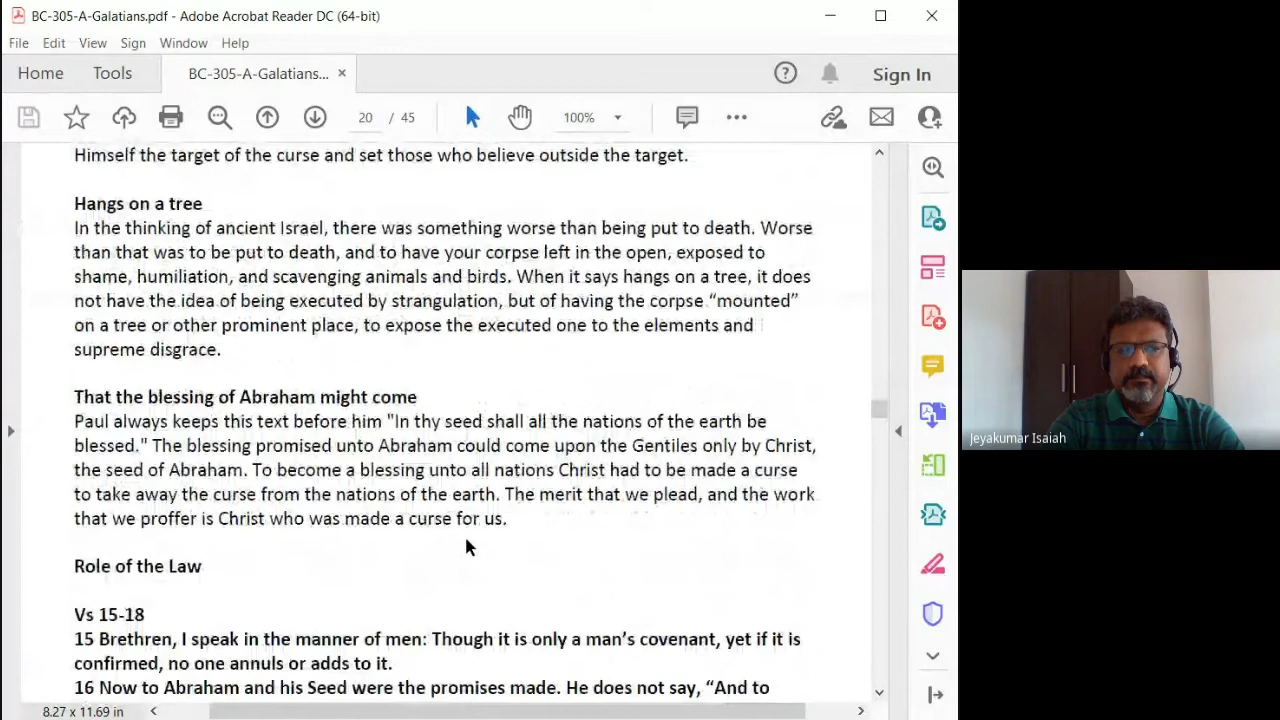 BC-305-A-Galatians.pdf - Adobe Acrobat Reader DC (64-bit)
File Edit View Sign Window Help
Home Tools BC-305-A-Galatians... × Sign In
20 / 45 100%
Himself the target of the curse and set those who believe outside the target.
Hangs on a tree
In the thinking of ancient Israel, there was something worse than being put to death. Worse
than that was to be put to death, and to have your corpse left in the open, exposed to
shame, humiliation, and scavenging animals and birds. When it says hangs on a tree, it does
not have the idea of being executed by strangulation, but of having the corpse “mounted”
on a tree or other prominent place, to expose the executed one to the elements and
supreme disgrace.
That the blessing of Abraham might come
Paul always keeps this text before him "In thy seed shall all the nations of the earth be
blessed." The blessing promised unto Abraham could come upon the Gentiles only by Christ,
the seed of Abraham. To become a blessing unto all nations Christ had to be made a curse
to take away the curse from the nations of the earth. The merit that we plead, and the work
that we proffer is Christ who was made a curse for us.
Role of the Law
Vs 15-18
15 Brethren, I speak in the manner of men: Though it is only a man’s covenant, yet if it is
confirmed, no one annuls or adds to it.
16 Now to Abraham and his Seed were the promises made. He does not say, “And to
8.27 x 11.69 in
Jeyakumar Isaiah